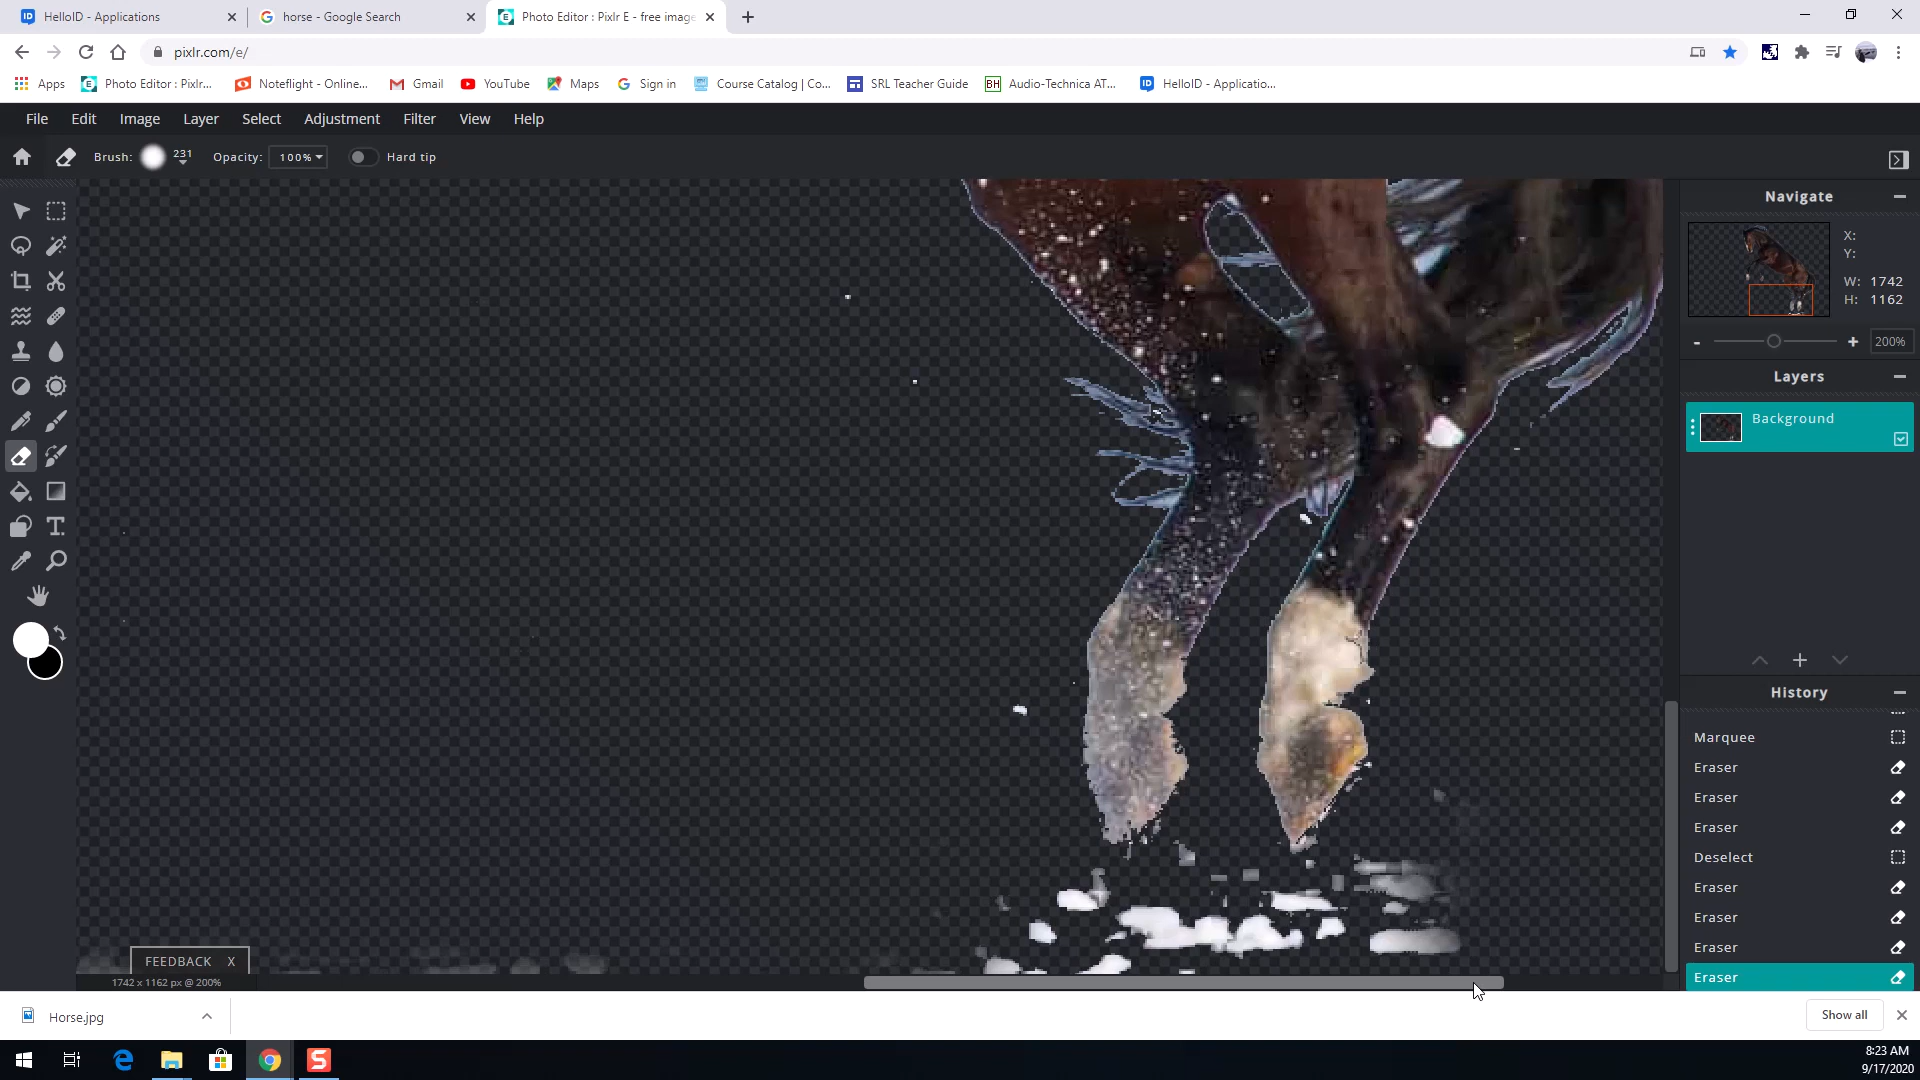 HelloID - Applications
horse - Google Search
Photo Editor : Pixlr E - free image
pixlr.com/e/
Apps
Photo Editor : Pixlr...
Noteflight - Online...
Gmail
YouTube
Maps
Sign in
Course Catalog | Co...
SRL Teacher Guide
BH
Audio-Technica AT...
HelloID - Applicatio...
File Edit Image Layer Select Adjustment Filter View Help
Brush: 231 Opacity: 100% Hard tip
Navigate
X:
Y:
W: 1742
H: 1162
200%
Layers
Background
History
Marquee
Eraser
Eraser
Eraser
Deselect
Eraser
Eraser
Eraser
Eraser
FEEDBACK X
1742 x 1162 px @ 200%
Horse.jpg
Show all
8:23 AM
9/17/2020